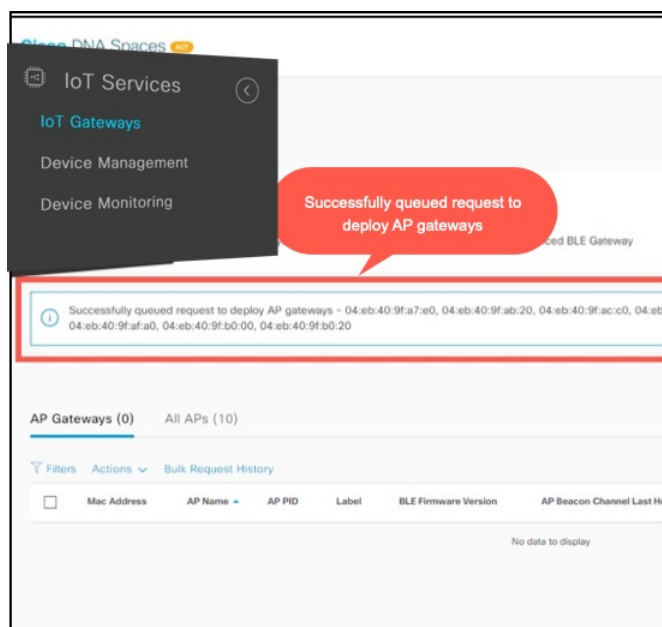 DNA Spaces ACT
IoT Services
IoT Gateways
Device Management
Device Monitoring
Successfully queued request to
deploy AP gateways
BLE Gateway
Successfully queued request to deploy AP gateways - 04:eb:40:9f:a7:e0, 04:eb:40:9f:ab:20, 04:eb:40:9f:ac:c0, 04:eb
04:eb:40:9f:af:a0, 04:eb:40:9f:b0:00, 04:eb:40:9f:b0:20
AP Gateways (0) All APs (10)
Filters Actions Bulk Request History
Mac Address AP Name AP PID Label BLE Firmware Version AP Beacon Channel Last He
No data to display